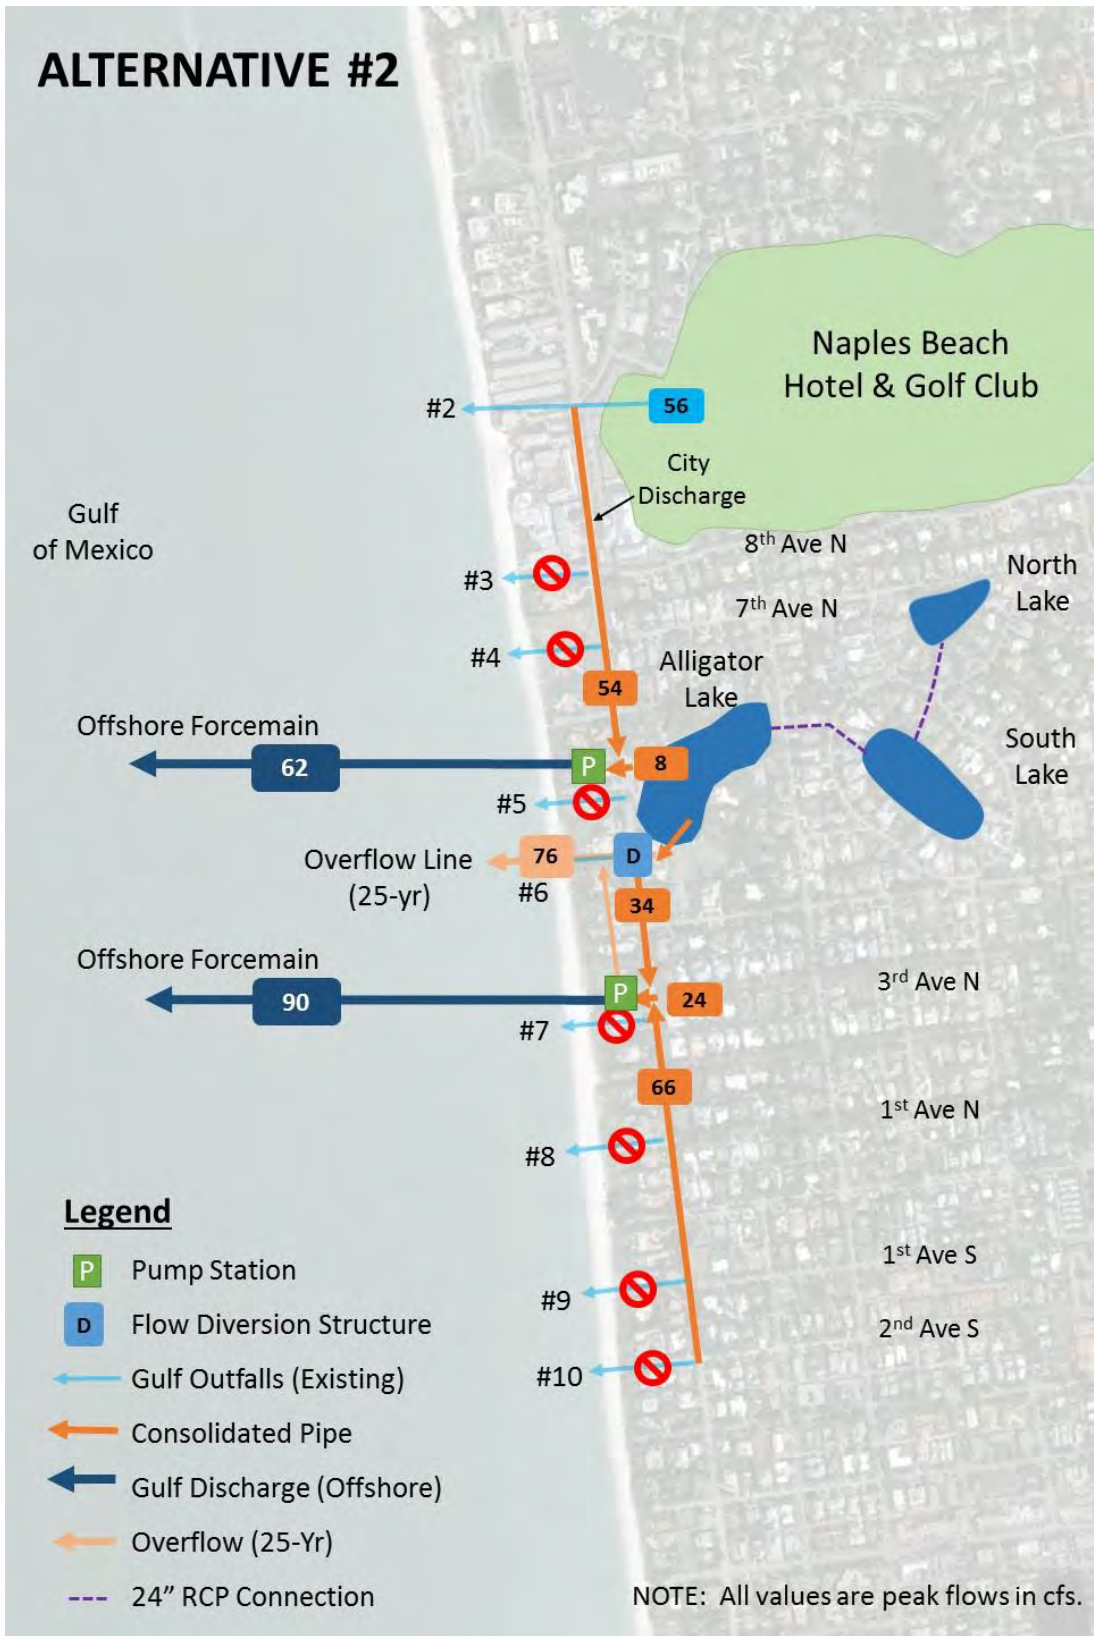 ALTERNATIVE #2
Naples Beach
Hotel & Golf Club
#2
56
City
Discharge
Gulf
of Mexico
8th Ave N
#3
North
Lake
7th Ave N
#4
Alligator
Lake
54
Offshore Forcemain
South
Lake
62
P
8
#5
Overflow Line
(25-yr)
76
D
#6
34
Offshore Forcemain
3rd Ave N
90
P
24
#7
66
1st Ave N
#8
Legend
P Pump Station
1st Ave S
#9
D Flow Diversion Structure
2nd Ave S
Gulf Outfalls (Existing)
#10
Consolidated Pipe
Gulf Discharge (Offshore)
Overflow (25-Yr)
24” RCP Connection
NOTE: All values are peak flows in cfs.